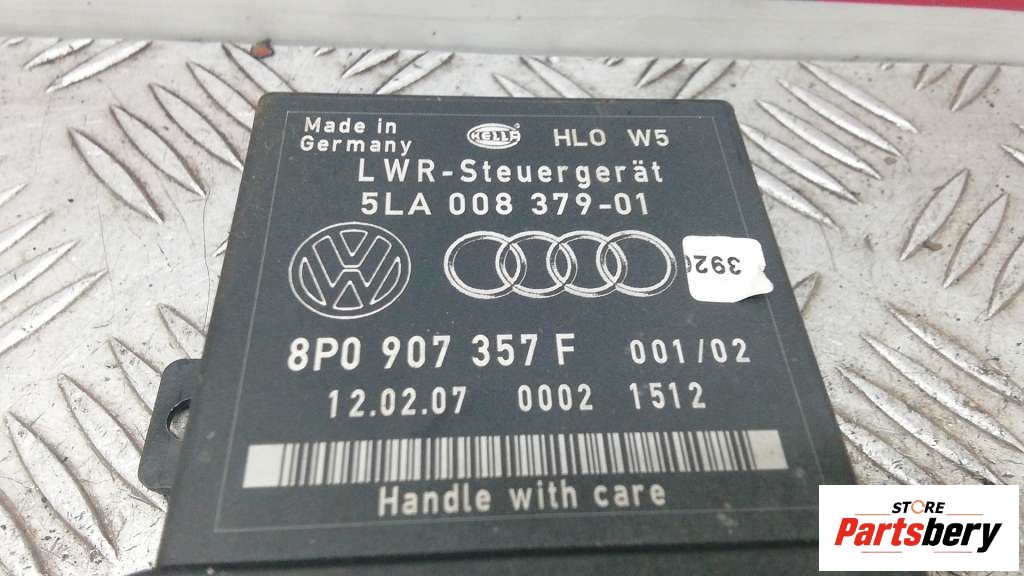 Made in
Germany
HELLA
®
HLO W5
LWR-Steuergerät
5LA 008 379-01
8P0 907 357 F 001/02
12.02.07 0002 1512
Handle with care
STORE
Partsbery